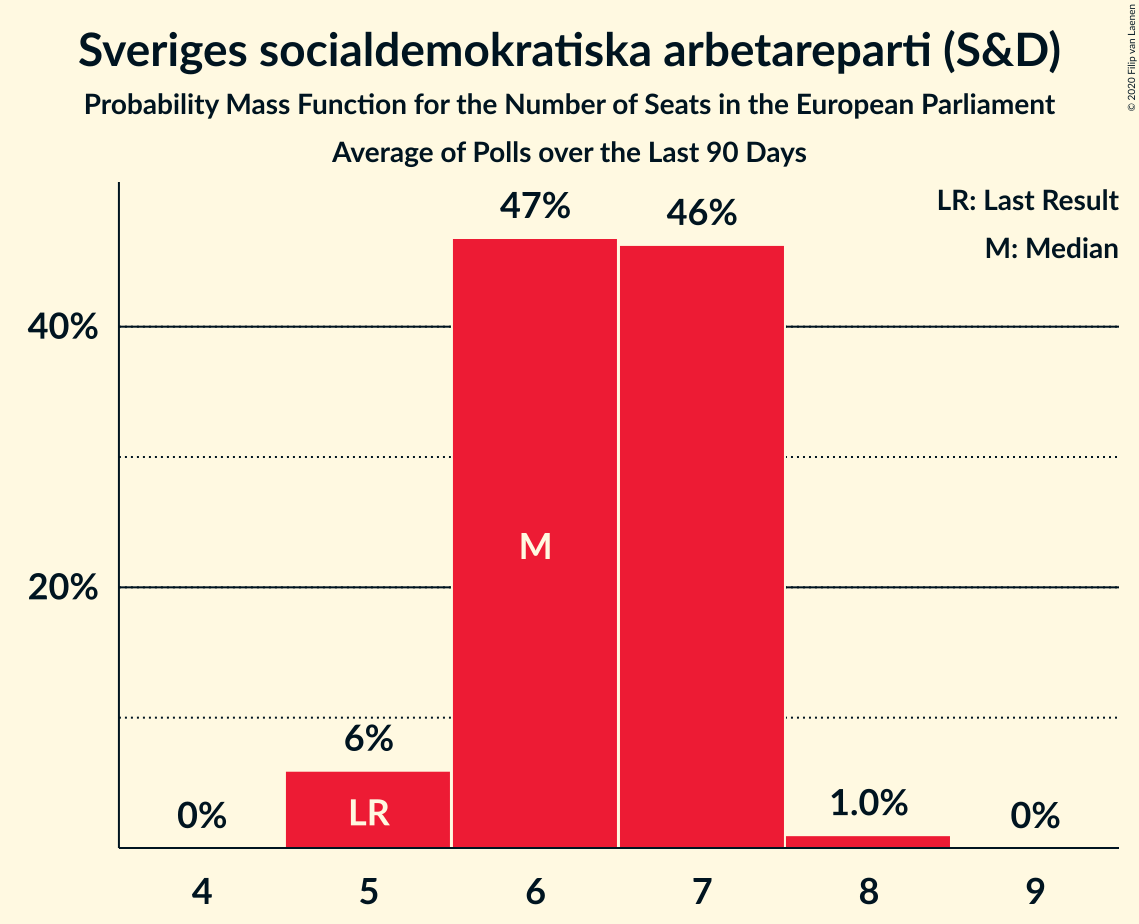 Sveriges socialdemokratiska arbetareparti (S&D)
Probability Mass Function for the Number of Seats in the European Parliament
Average of Polls over the Last 90 Days
© 2020 Filip van Laenen
LR: Last Result
M: Median
47%
46%
40%
M
20%
6%
LR
0%
1.0%
0%
4 5 6 7 8 9